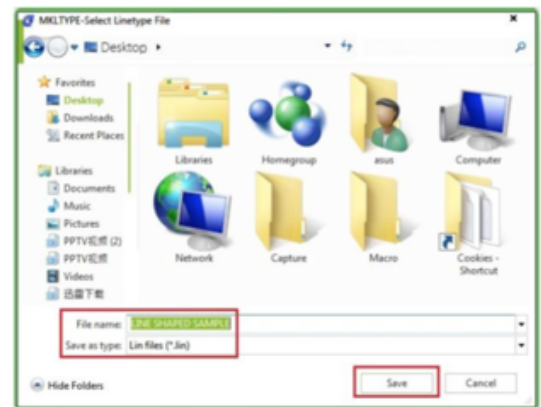 MKLTYPE-Select Linetype File
Desktop
Favorites
Desktop
Downloads
Recent Places
Libraries
Documents
Music
Pictures
PPTV视频 (2)
PPTV视频
Videos
迅雷下载
Libraries
Homegroup
asus
Computer
Network
Capture
Macro
Cookies -
Shortcut
File name: LINE SHAPED SAMPLE
Save as type: Lin files (*.lin)
Hide Folders
Save
Cancel